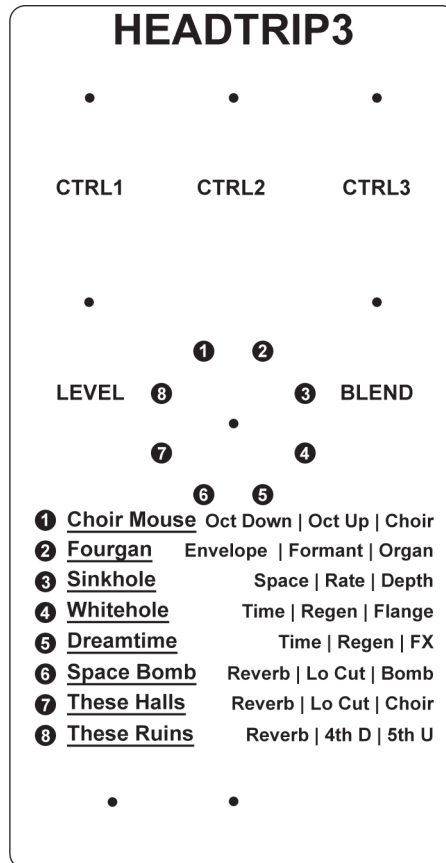 HEADTRIP3
CTRL1 CTRL2 CTRL3
1 2
LEVEL 8 3 BLEND
7 4
6 5
1 Choir Mouse Oct Down | Oct Up | Choir
2 Fourgan Envelope | Formant | Organ
3 Sinkhole Space | Rate | Depth
4 Whitehole Time | Regen | Flange
5 Dreamtime Time | Regen | FX
6 Space Bomb Reverb | Lo Cut | Bomb
7 These Halls Reverb | Lo Cut | Choir
8 These Ruins Reverb | 4th D | 5th U